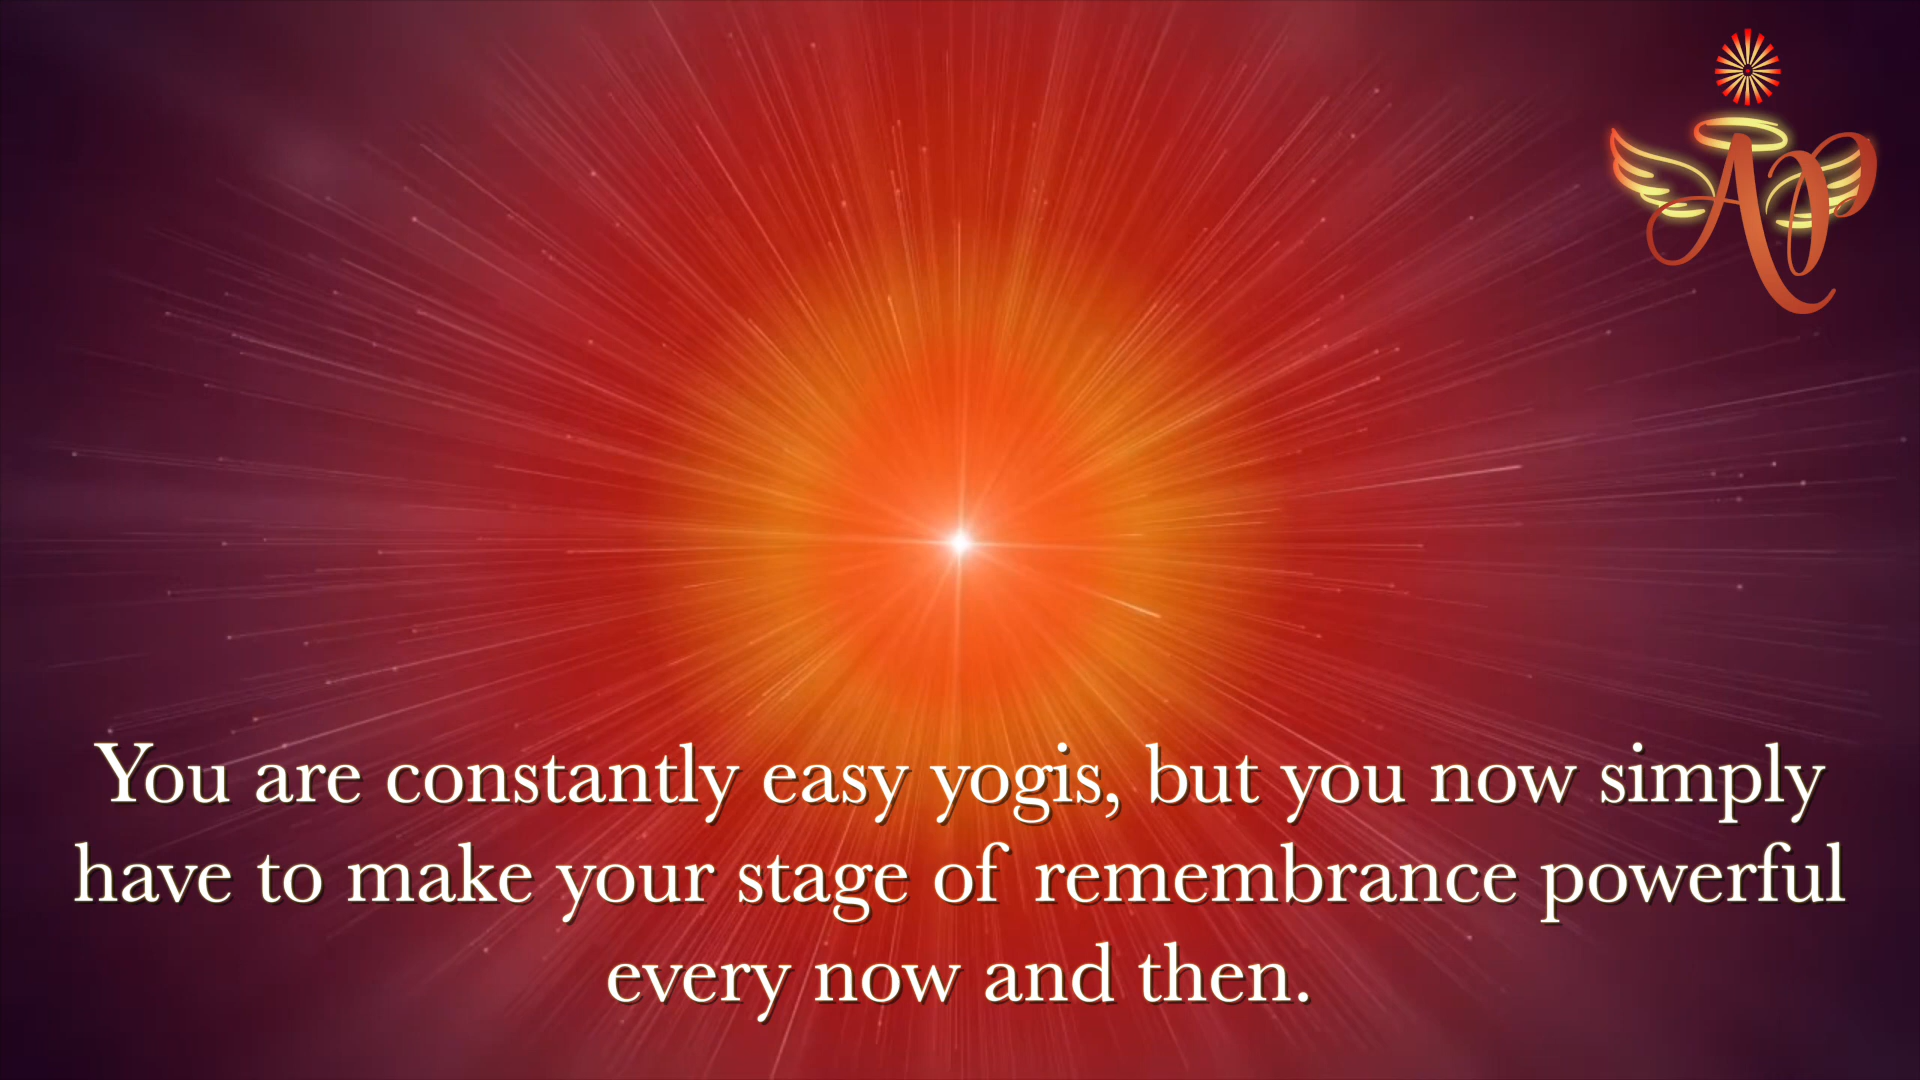 AP
You are constantly easy yogis, but you now simply
have to make your stage of remembrance powerful
every now and then.